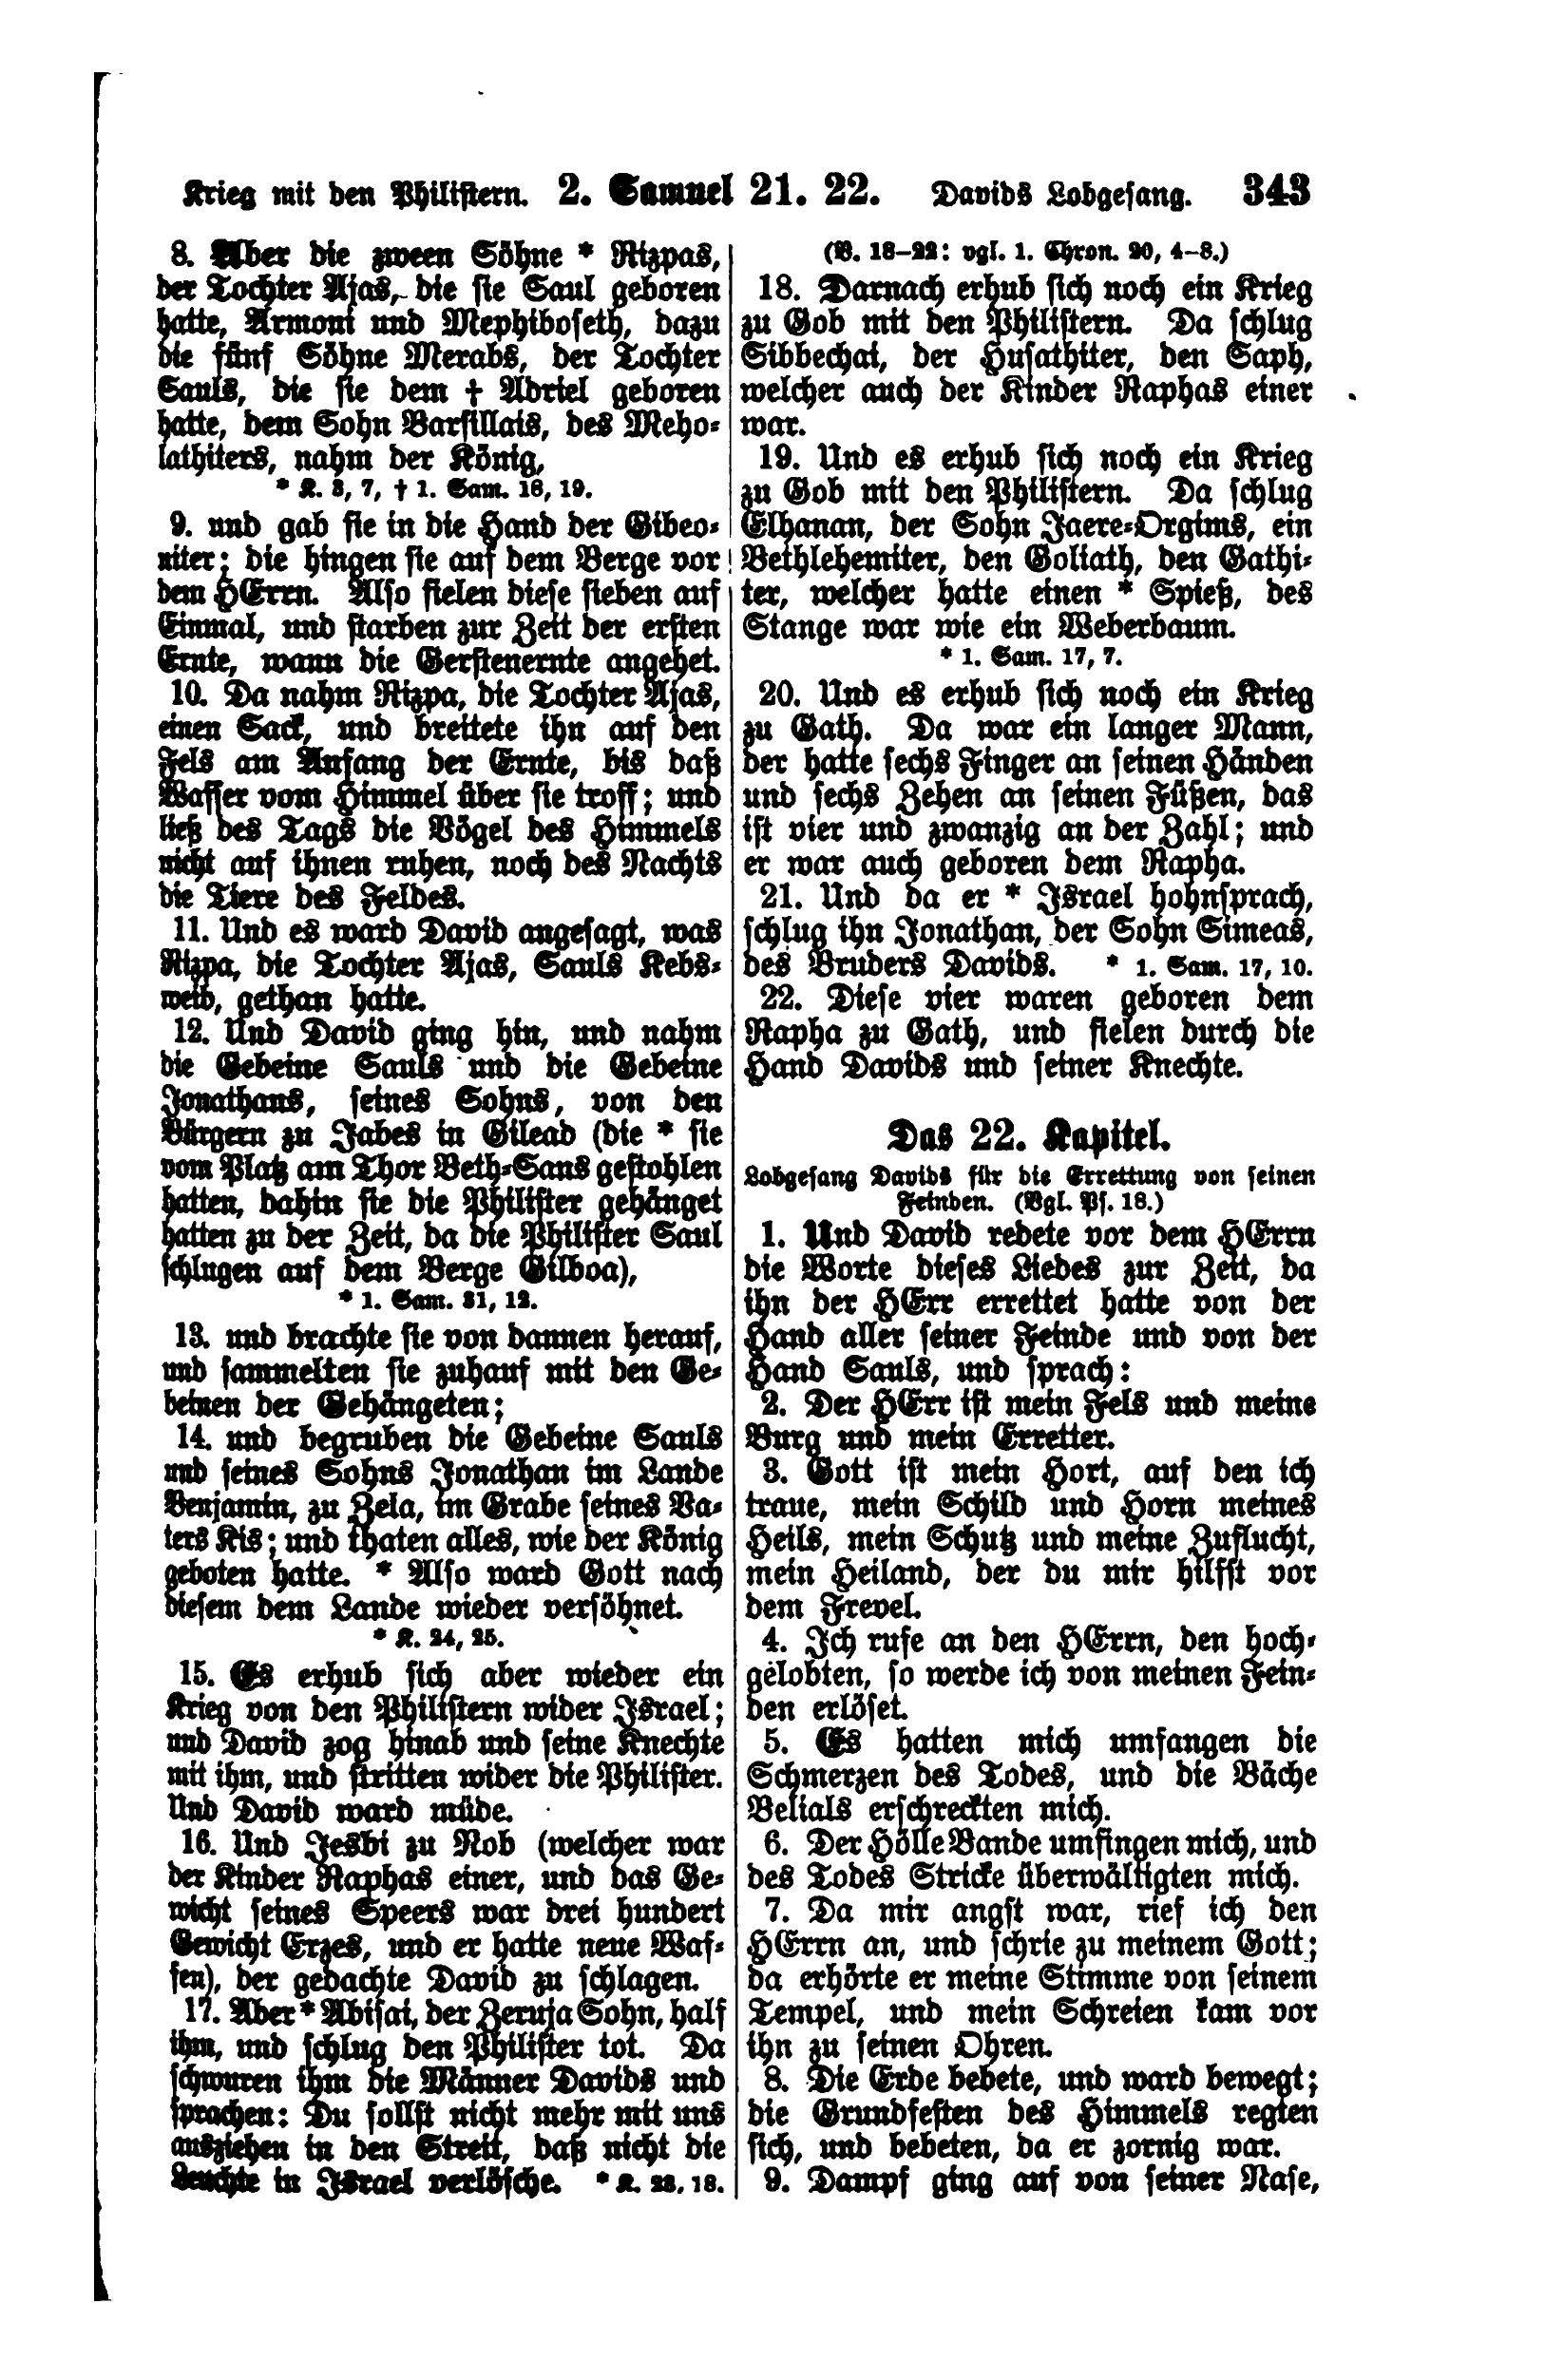 Krieg mit den Philistern. 2. Samuel 21. 22. Davids Lobgesang. 343
8. Aber die zween Söhne * Rizpas,
der Tochter Ajas, die sie Saul geboren
hatte, Armoni und Mephiboseth, dazu
die fünf Söhne Merabs, der Tochter
Sauls, die sie dem † Adriel geboren
hatte, dem Sohn Barsillais, des Meho-
lathiters, nahm der König,
* K. 3, 7, † 1. Sam. 18, 19.
9. und gab sie in die Hand der Gibeo-
niter; die hingen sie auf dem Berge vor
dem HErrn. Also fielen diese sieben auf
Einmal, und starben zur Zeit der ersten
Ernte, wann die Gerstenernte angehet.
10. Da nahm Rizpa, die Tochter Ajas,
einen Sack, und breitete ihn auf den
Fels am Anfang der Ernte, bis daß
Wasser vom Himmel über sie troff; und
ließ des Tags die Vögel des Himmels
nicht auf ihnen ruhen, noch des Nachts
die Tiere des Feldes.
11. Und es ward David angesagt, was
Rizpa, die Tochter Ajas, Sauls Kebs-
weib, gethan hatte.
12. Und David ging hin, und nahm
die Gebeine Sauls und die Gebeine
Jonathans, seines Sohns, von den
Bürgern zu Jabes in Gilead (die * sie
vom Platz am Thor Beth-Sans gestohlen
hatten, dahin sie die Philister gehänget
hatten zu der Zeit, da die Philister Saul
schlugen auf dem Berge Gilboa),
* 1. Sam. 31, 12.
13. und brachte sie von dannen herauf,
und sammelten sie zuhauf mit den Ge-
beinen der Gehängeten;
14. und begruben die Gebeine Sauls
und seines Sohns Jonathan im Lande
Benjamin, zu Zela, im Grabe seines Va-
ters Kis; und thaten alles, wie der König
geboten hatte. * Also ward Gott nach
diesem dem Lande wieder versöhnet.
* K. 24, 25.
15. Es erhub sich aber wieder ein
Krieg von den Philistern wider Israel;
und David zog hinab und seine Knechte
mit ihm, und stritten wider die Philister.
Und David ward müde.
16. Und Jesbi zu Nob (welcher war
der Kinder Raphas einer, und das Ge-
wicht seines Speers war drei hundert
Gewicht Erzes, und er hatte neue Waf-
fen), der gedachte David zu schlagen.
17. Aber * Abisai, der Zeruja Sohn, half
ihm, und schlug den Philister tot. Da
schwuren ihm die Männer Davids und
sprachen: Du sollst nicht mehr mit uns
ausziehen in den Streit, daß nicht die
Leuchte in Israel verlösche. * K. 23, 18.
(V. 18–22: vgl. 1. Chron. 20, 4–8.)
18. Darnach erhub sich noch ein Krieg
zu Gob mit den Philistern. Da schlug
Sibbechai, der Husathiter, den Saph,
welcher auch der Kinder Raphas einer
war.
19. Und es erhub sich noch ein Krieg
zu Gob mit den Philistern. Da schlug
Elhanan, der Sohn Jaere-Orgims, ein
Bethlehemiter, den Goliath, den Gathi-
ter, welcher hatte einen * Spieß, des
Stange war wie ein Weberbaum.
* 1. Sam. 17, 7.
20. Und es erhub sich noch ein Krieg
zu Gath. Da war ein langer Mann,
der hatte sechs Finger an seinen Händen
und sechs Zehen an seinen Füßen, das
ist vier und zwanzig an der Zahl; und
er war auch geboren dem Rapha.
21. Und da er * Israel hohnsprach,
schlug ihn Jonathan, der Sohn Simeas,
des Bruders Davids. * 1. Sam. 17, 10.
22. Diese vier waren geboren dem
Rapha zu Gath, und fielen durch die
Hand Davids und seiner Knechte.
Das 22. Kapitel.
Lobgesang Davids für die Errettung von seinen
Feinden. (Vgl. Ps. 18.)
1. Und David redete vor dem HErrn
die Worte dieses Liedes zur Zeit, da
ihn der HErr errettet hatte von der
Hand aller seiner Feinde und von der
Hand Sauls, und sprach:
2. Der HErr ist mein Fels und meine
Burg und mein Erretter.
3. Gott ist mein Hort, auf den ich
traue, mein Schild und Horn meines
Heils, mein Schutz und meine Zuflucht,
mein Heiland, der du mir hilfst vor
dem Frevel.
4. Ich rufe an den HErrn, den hoch-
gelobten, so werde ich von meinen Fein-
den erlöset.
5. Es hatten mich umfangen die
Schmerzen des Todes, und die Bäche
Belials erschreckten mich.
6. Der Hölle Bande umfingen mich, und
des Todes Stricke überwältigten mich.
7. Da mir angst war, rief ich den
HErrn an, und schrie zu meinem Gott;
da erhörte er meine Stimme von seinem
Tempel, und mein Schreien kam vor
ihn zu seinen Ohren.
8. Die Erde bebete, und ward bewegt;
die Grundfesten des Himmels regten
sich, und bebeten, da er zornig war.
9. Dampf ging auf von seiner Nase,